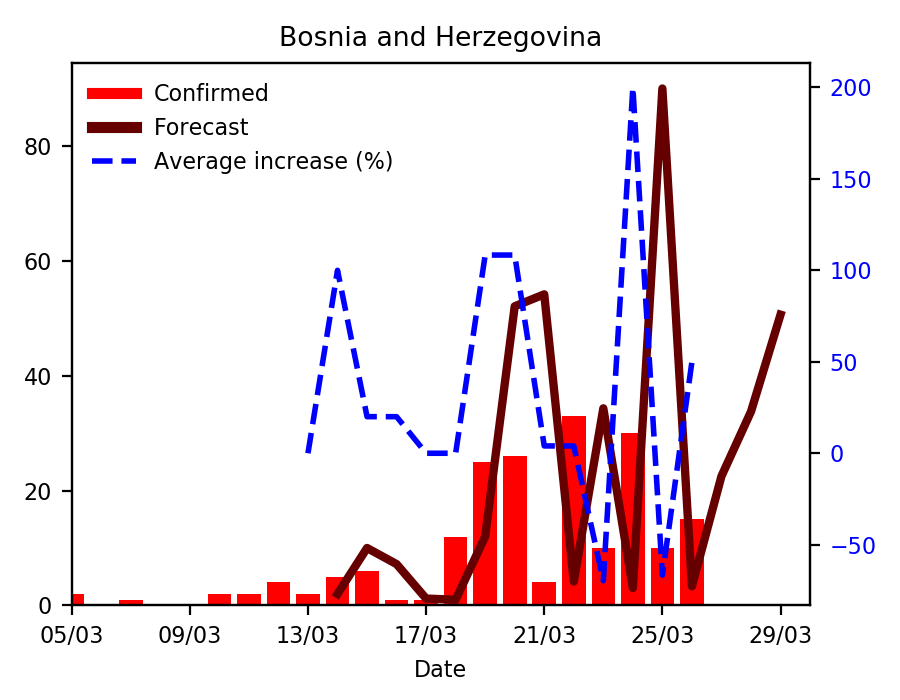 Bosnia and Herzegovina
Confirmed
Forecast
Average increase (%)
80
60
40
20
0
200
150
100
50
0
−50
05/03 09/03 13/03 17/03 21/03 25/03 29/03
Date